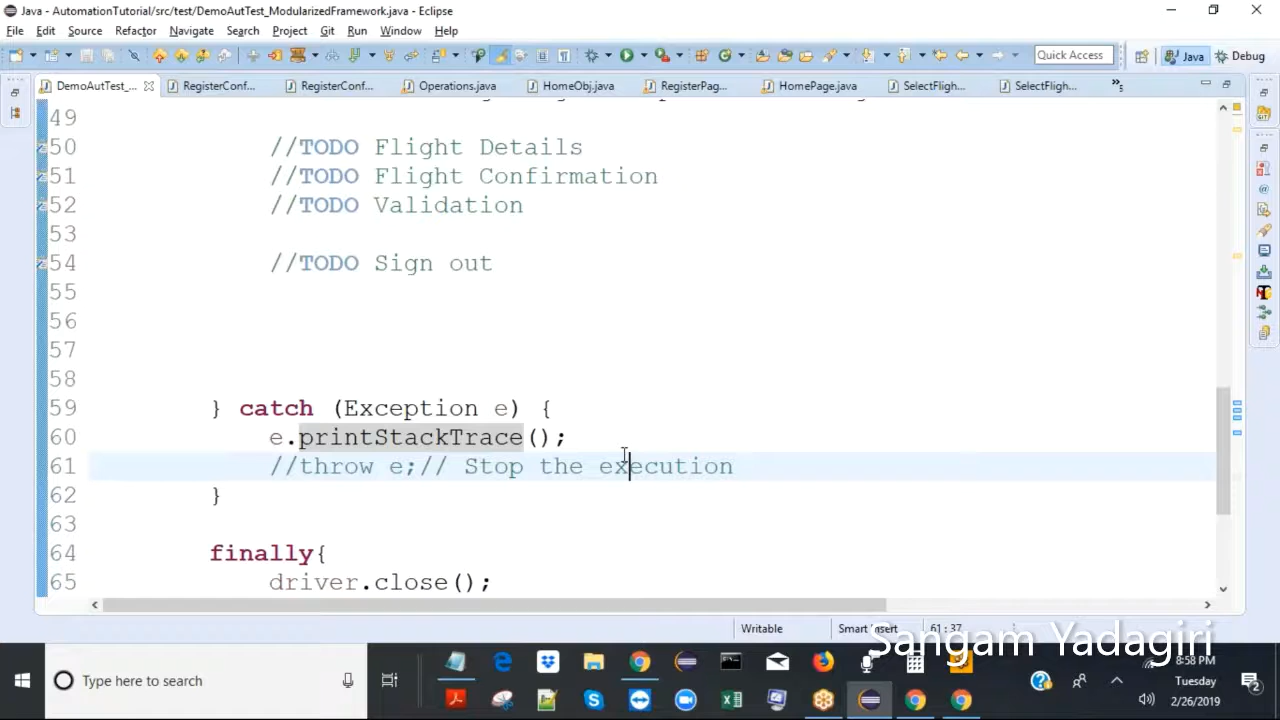 Java - AutomationTutorial/src/test/DemoAutTest_ModularizedFramework.java - Eclipse
File Edit Source Refactor Navigate Search Project Git Run Window Help
Quick Access Java Debug
DemoAutTest_... RegisterConf... RegisterConf... Operations.java HomeObj.java RegisterPag... HomePage.java SelectFligh... SelectFligh... »5
49
50 //TODO Flight Details
51 //TODO Flight Confirmation
52 //TODO Validation
53
54 //TODO Sign out
55
56
57
58
59 } catch (Exception e) {
60 e.printStackTrace();
61 //throw e;// Stop the execution
62 }
63
64 finally{
65 driver.close();
Writable Smart Insert 61 : 37
Sangam Yadagiri
Type here to search
8:58 PM
Tuesday
2/26/2019
2